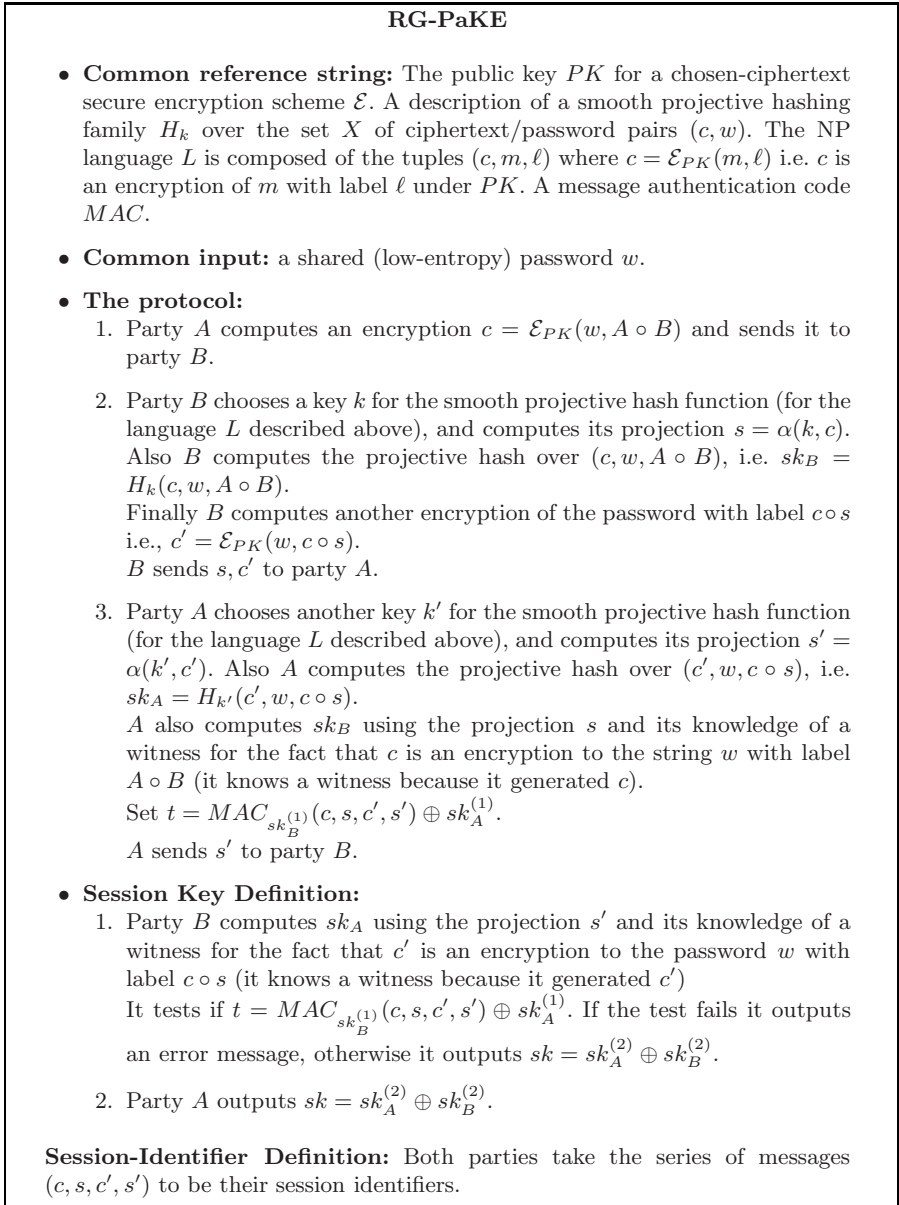 RG-PaKE
• Common reference string: The public key PK for a chosen-ciphertext
secure encryption scheme ℰ. A description of a smooth projective hashing
family H_k over the set X of ciphertext/password pairs (c, w). The NP
language L is composed of the tuples (c, m, ℓ) where c = ℰ_{PK}(m, ℓ) i.e. c is
an encryption of m with label ℓ under PK. A message authentication code
MAC.
• Common input: a shared (low-entropy) password w.
• The protocol:
1. Party A computes an encryption c = ℰ_{PK}(w, A ∘ B) and sends it to
party B.
2. Party B chooses a key k for the smooth projective hash function (for the
language L described above), and computes its projection s = α(k, c).
Also B computes the projective hash over (c, w, A ∘ B), i.e. sk_B =
H_k(c, w, A ∘ B).
Finally B computes another encryption of the password with label c ∘ s
i.e., c′ = ℰ_{PK}(w, c ∘ s).
B sends s, c′ to party A.
3. Party A chooses another key k′ for the smooth projective hash function
(for the language L described above), and computes its projection s′ =
α(k′, c′). Also A computes the projective hash over (c′, w, c ∘ s), i.e.
sk_A = H_{k′}(c′, w, c ∘ s).
A also computes sk_B using the projection s and its knowledge of a
witness for the fact that c is an encryption to the string w with label
A ∘ B (it knows a witness because it generated c).
Set t = MAC_{sk_B^{(1)}}(c, s, c′, s′) ⊕ sk_A^{(1)}.
A sends s′ to party B.
• Session Key Definition:
1. Party B computes sk_A using the projection s′ and its knowledge of a
witness for the fact that c′ is an encryption to the password w with
label c ∘ s (it knows a witness because it generated c′)
It tests if t = MAC_{sk_B^{(1)}}(c, s, c′, s′) ⊕ sk_A^{(1)}. If the test fails it outputs
an error message, otherwise it outputs sk = sk_A^{(2)} ⊕ sk_B^{(2)}.
2. Party A outputs sk = sk_A^{(2)} ⊕ sk_B^{(2)}.
Session-Identifier Definition: Both parties take the series of messages
(c, s, c′, s′) to be their session identifiers.